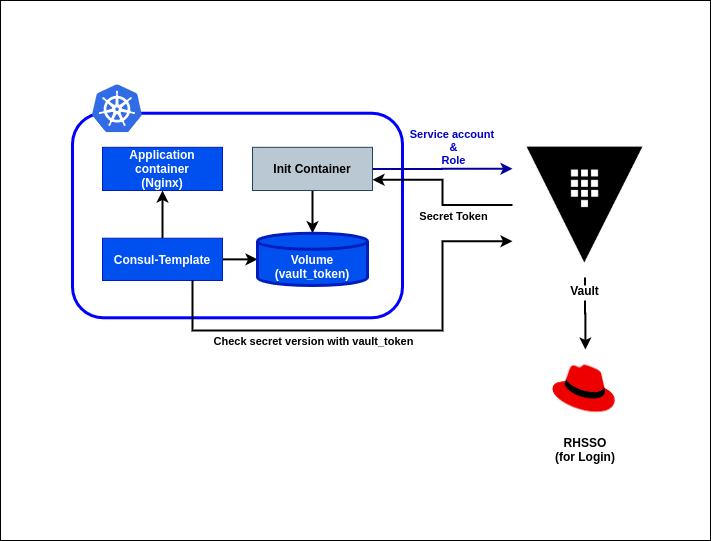 Application
container
(Nginx)
Init Container
Service account
&
Role
Secret Token
Consul-Template
Volume
(vault_token)
Check secret version with vault_token
Vault
RHSSO
(for Login)